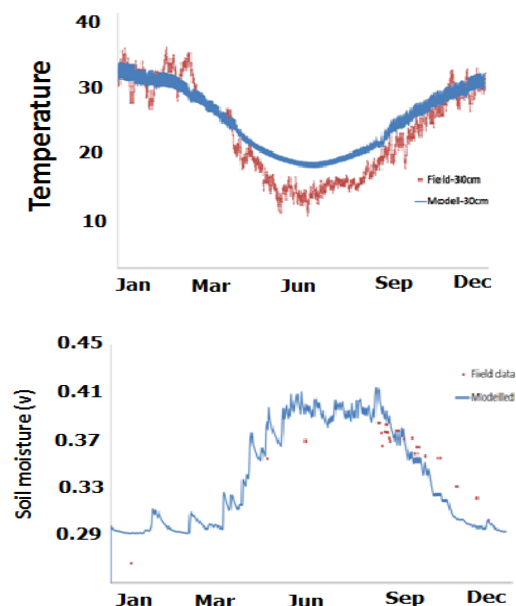 40
30
20
10
Temperature
Field-30cm
Modell-30cm
Jan Mar Jun Sep Dec
0.45
0.41
0.37
0.33
0.29
Soil moisture (v)
Field data
Modelled
Jan Mar Jun Sep Dec